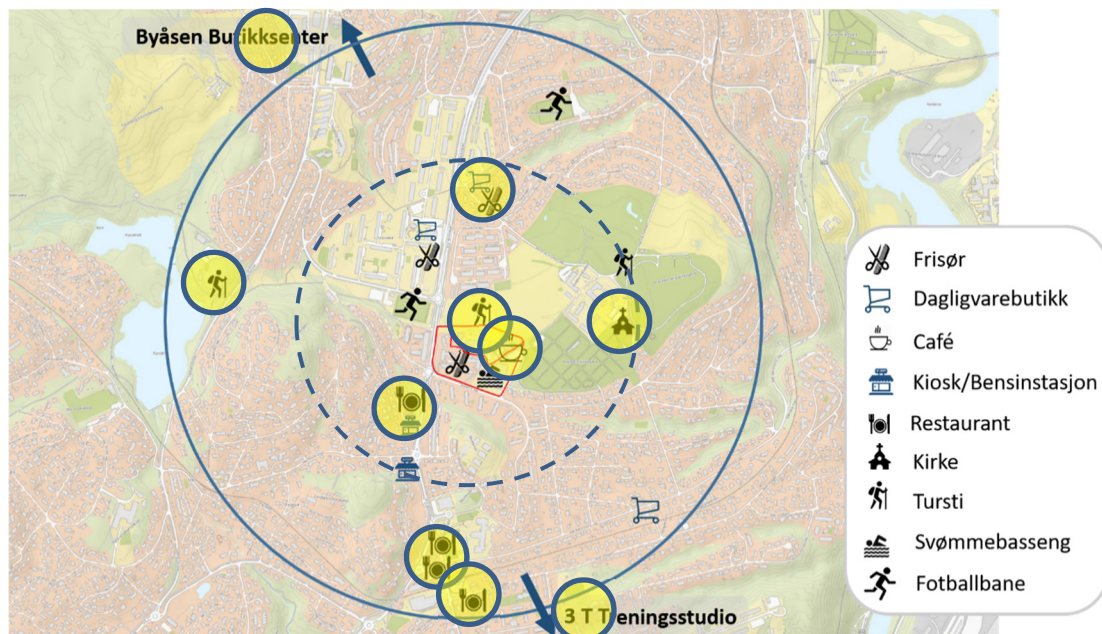 Byåsen Butikksenter
Frisør
Dagligvarebutikk
Café
Kiosk/Bensinstasjon
Restaurant
Kirke
Tursti
Svømmebasseng
Fotballbane
3 T Treningsstudio